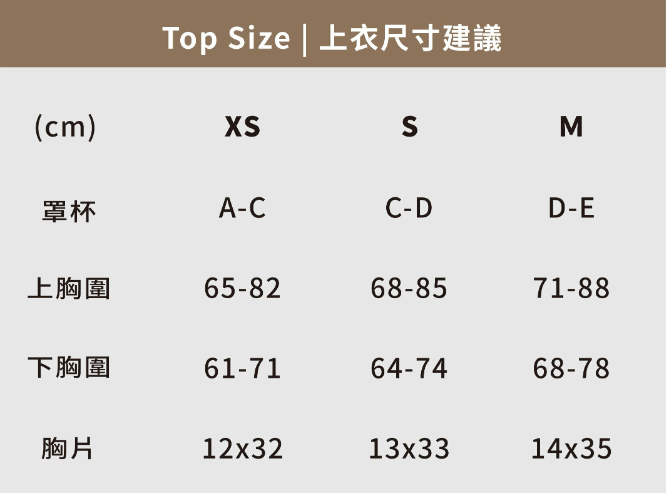 Top Size | 上衣尺寸建議
(cm) XS S M
罩杯 A-C C-D D-E
上胸圍 65-82 68-85 71-88
下胸圍 61-71 64-74 68-78
胸片 12x32 13x33 14x35